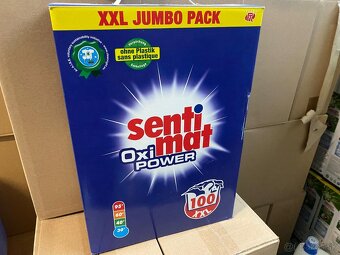 XXL JUMBO PACK
ohne Plastik
sans plastique
senti
mat
Oxi
POWER
95°
60°
40°
30°
100